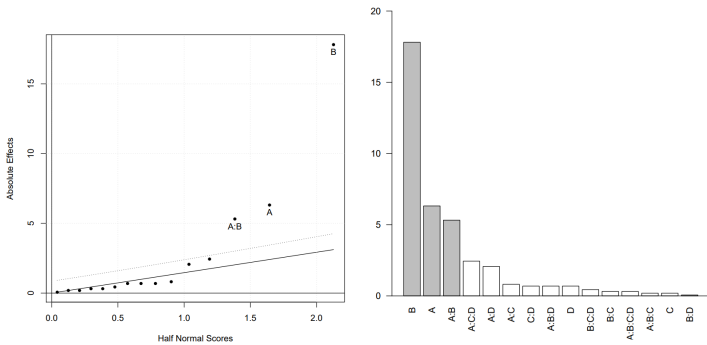 B
A
A:B
15
10
5
0
0.0 0.5 1.0 1.5 2.0
Half Normal Scores
Absolute Effects
20
15
10
5
0
B
A
A:B
A:C:D
A:D
A:C
C:D
A:B:D
D
B:C:D
B:C
A:B:C:D
A:B:C
C
B:D